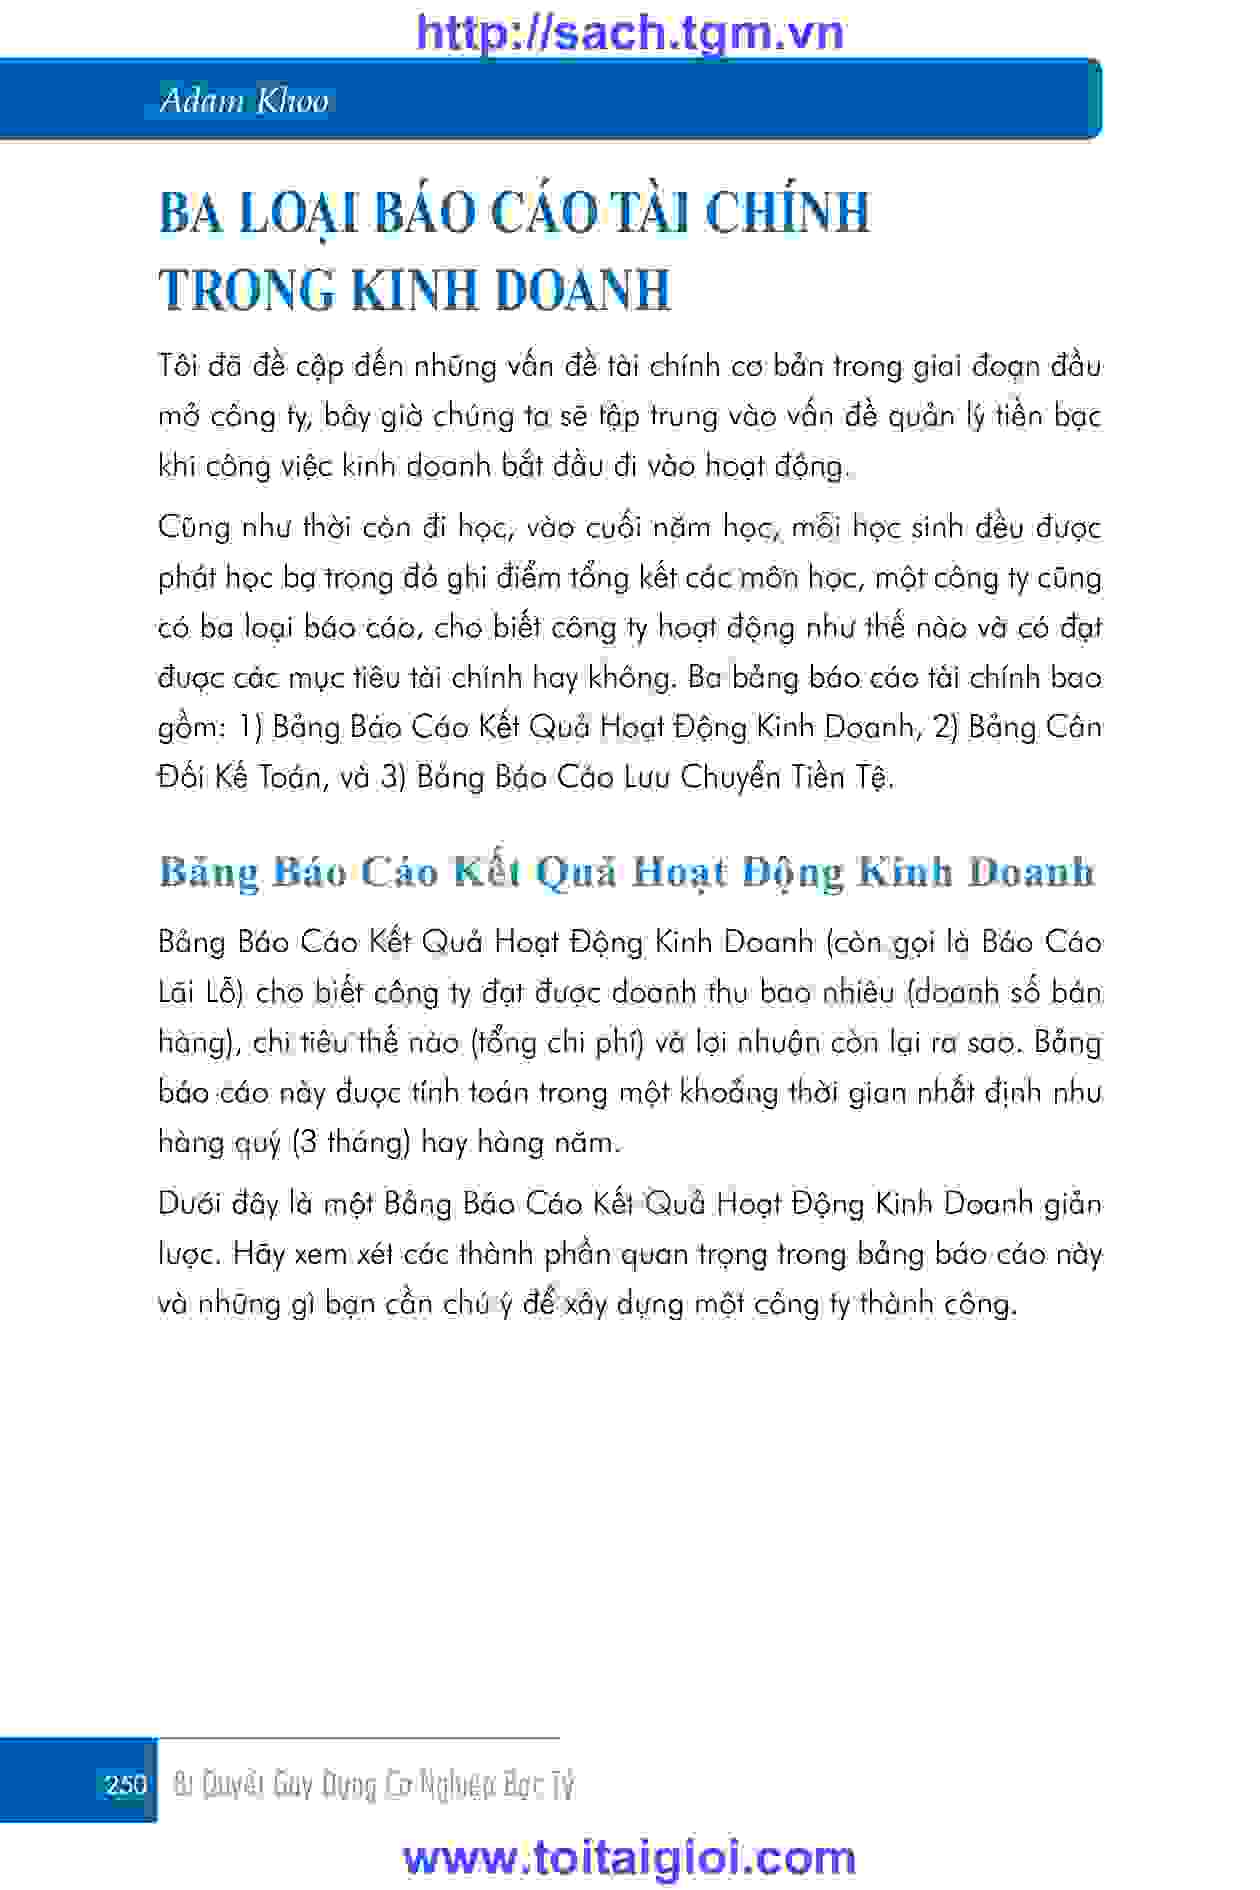 http://sach.tgm.vn
Adam Khoo
BA LOẠI BÁO CÁO TÀI CHÍNH
TRONG KINH DOANH
Tôi đã đề cập đến những vấn đề tài chính cơ bản trong giai đoạn đầu
mở công ty, bây giờ chúng ta sẽ tập trung vào vấn đề quản lý tiền bạc
khi công việc kinh doanh bắt đầu đi vào hoạt động.
Cũng như thời còn đi học, vào cuối năm học, mỗi học sinh đều được
phát học bạ trong đó ghi điểm tổng kết các môn học, một công ty cũng
có ba loại báo cáo, cho biết công ty hoạt động như thế nào và có đạt
được các mục tiêu tài chính hay không. Ba bảng báo cáo tài chính bao
gồm: 1) Bảng Báo Cáo Kết Quả Hoạt Động Kinh Doanh, 2) Bảng Cân
Đối Kế Toán, và 3) Bảng Báo Cáo Lưu Chuyển Tiền Tệ.
Bảng Báo Cáo Kết Quả Hoạt Động Kinh Doanh
Bảng Báo Cáo Kết Quả Hoạt Động Kinh Doanh (còn gọi là Báo Cáo
Lãi Lỗ) cho biết công ty đạt được doanh thu bao nhiêu (doanh số bán
hàng), chi tiêu thế nào (tổng chi phí) và lợi nhuận còn lại ra sao. Bảng
báo cáo này được tính toán trong một khoảng thời gian nhất định như
hàng quý (3 tháng) hay hàng năm.
Dưới đây là một Bảng Báo Cáo Kết Quả Hoạt Động Kinh Doanh giản
lược. Hãy xem xét các thành phần quan trọng trong bảng báo cáo này
và những gì bạn cần chú ý để xây dựng một công ty thành công.
250 Bí Quyết Gây Dựng Cơ Nghiệp Bạc Tỷ
www.toitaigioi.com